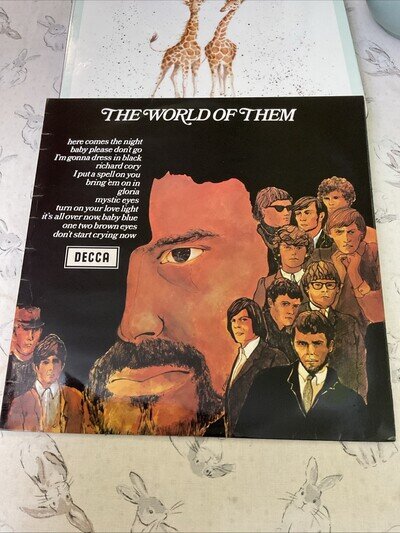 THE WORLD OF THEM
here comes the night
baby please don't go
I'm gonna dress in black
richard cory
I put a spell on you
bring 'em on in
gloria
mystic eyes
turn on your love light
it's all over now, baby blue
one two brown eyes
don't start crying now
DECCA